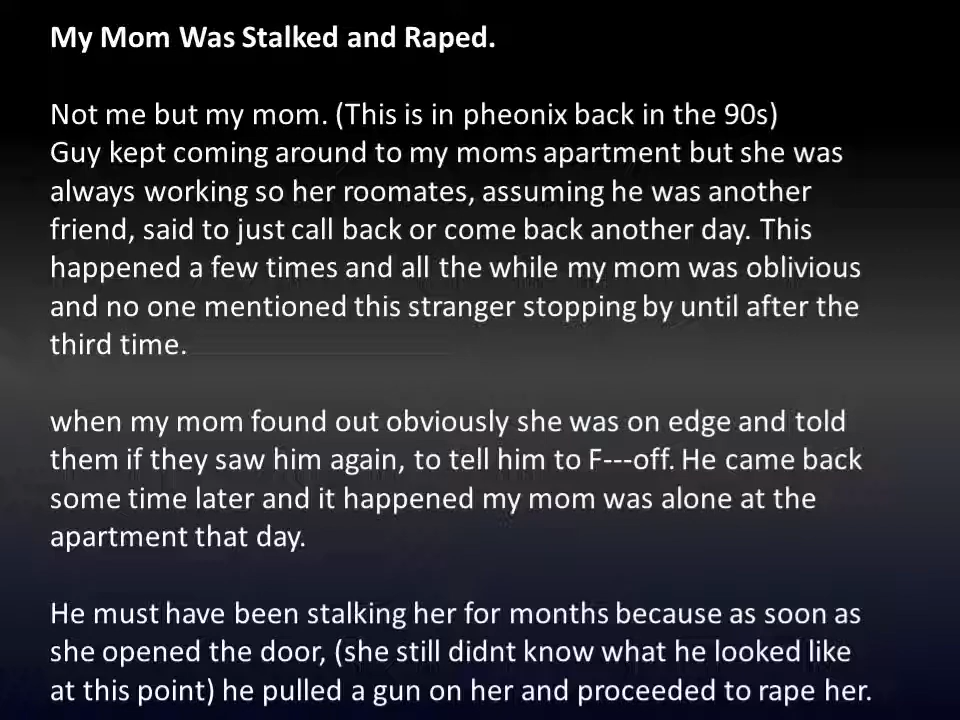 My Mom Was Stalked and Raped.
Not me but my mom. (This is in pheonix back in the 90s)
Guy kept coming around to my moms apartment but she was
always working so her roomates, assuming he was another
friend, said to just call back or come back another day. This
happened a few times and all the while my mom was oblivious
and no one mentioned this stranger stopping by until after the
third time.
when my mom found out obviously she was on edge and told
them if they saw him again, to tell him to F---off. He came back
some time later and it happened my mom was alone at the
apartment that day.
He must have been stalking her for months because as soon as
she opened the door, (she still didnt know what he looked like
at this point) he pulled a gun on her and proceeded to rape her.